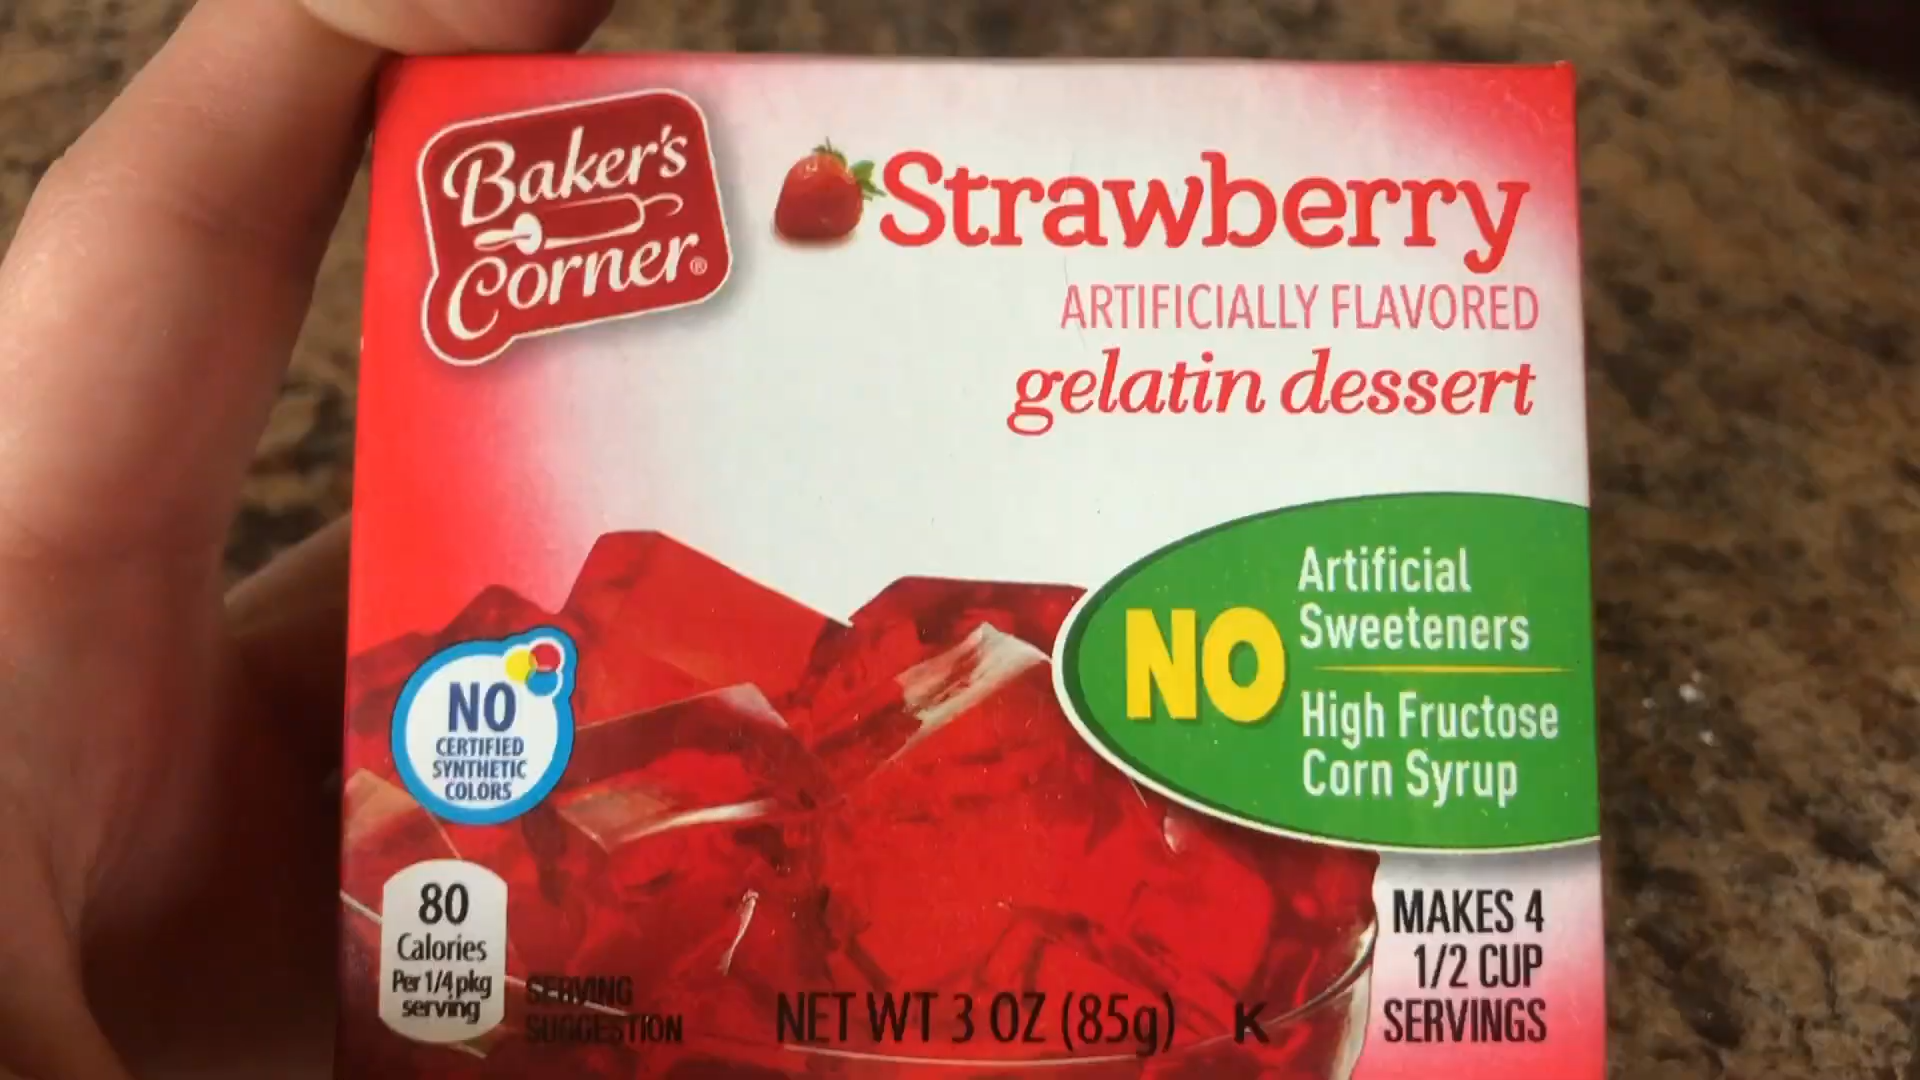 Baker's
Corner®
Strawberry
ARTIFICIALLY FLAVORED
gelatin dessert
NO
Artificial
Sweeteners
High Fructose
Corn Syrup
NO
CERTIFIED
SYNTHETIC
COLORS
80
Calories
Per 1/4 pkg
serving
SERVING
SUGGESTION
NET WT 3 OZ (85g) K
MAKES 4
1/2 CUP
SERVINGS